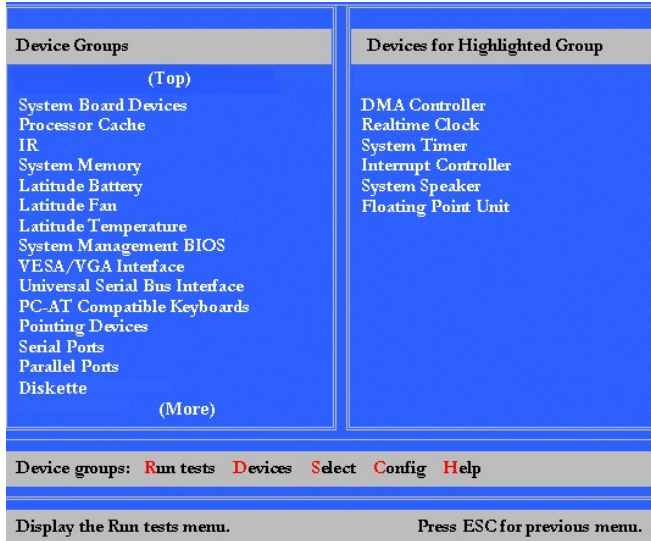 Device Groups
(Top)
System Board Devices
Processor Cache
IR
System Memory
Latitude Battery
Latitude Fan
Latitude Temperature
System Management BIOS
VESA/VGA Interface
Universal Serial Bus Interface
PC-AT Compatible Keyboards
Pointing Devices
Serial Ports
Parallel Ports
Diskette
(More)
Devices for Highlighted Group
DMA Controller
Realtime Clock
System Timer
Interrupt Controller
System Speaker
Floating Point Unit
Device groups: Run tests Devices Select Config Help
Display the Run tests menu. Press ESC for previous menu.